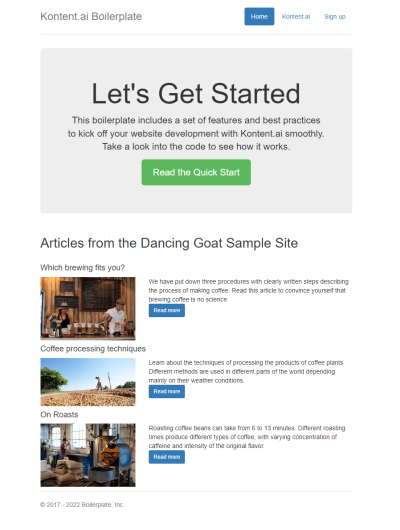 Kontent.ai Boilerplate
Home Kontent.ai Sign up
Let's Get Started
This boilerplate includes a set of features and best practices
to kick off your website development with Kontent.ai smoothly.
Take a look into the code to see how it works.
Read the Quick Start
Articles from the Dancing Goat Sample Site
Which brewing fits you?
We have put down three procedures with clearly written steps describing
the process of making coffee. Read this article to convince yourself that
brewing coffee is no science
Read more
Coffee processing techniques
Learn about the techniques of processing the products of coffee plants.
Different methods are used in different parts of the world depending
mainly on their weather conditions.
Read more
On Roasts
Roasting coffee beans can take from 6 to 13 minutes. Different roasting
times produce different types of coffee, with varying concentration of
caffeine and intensity of the original flavor.
Read more
© 2017 - 2022 Boilerplate, Inc.